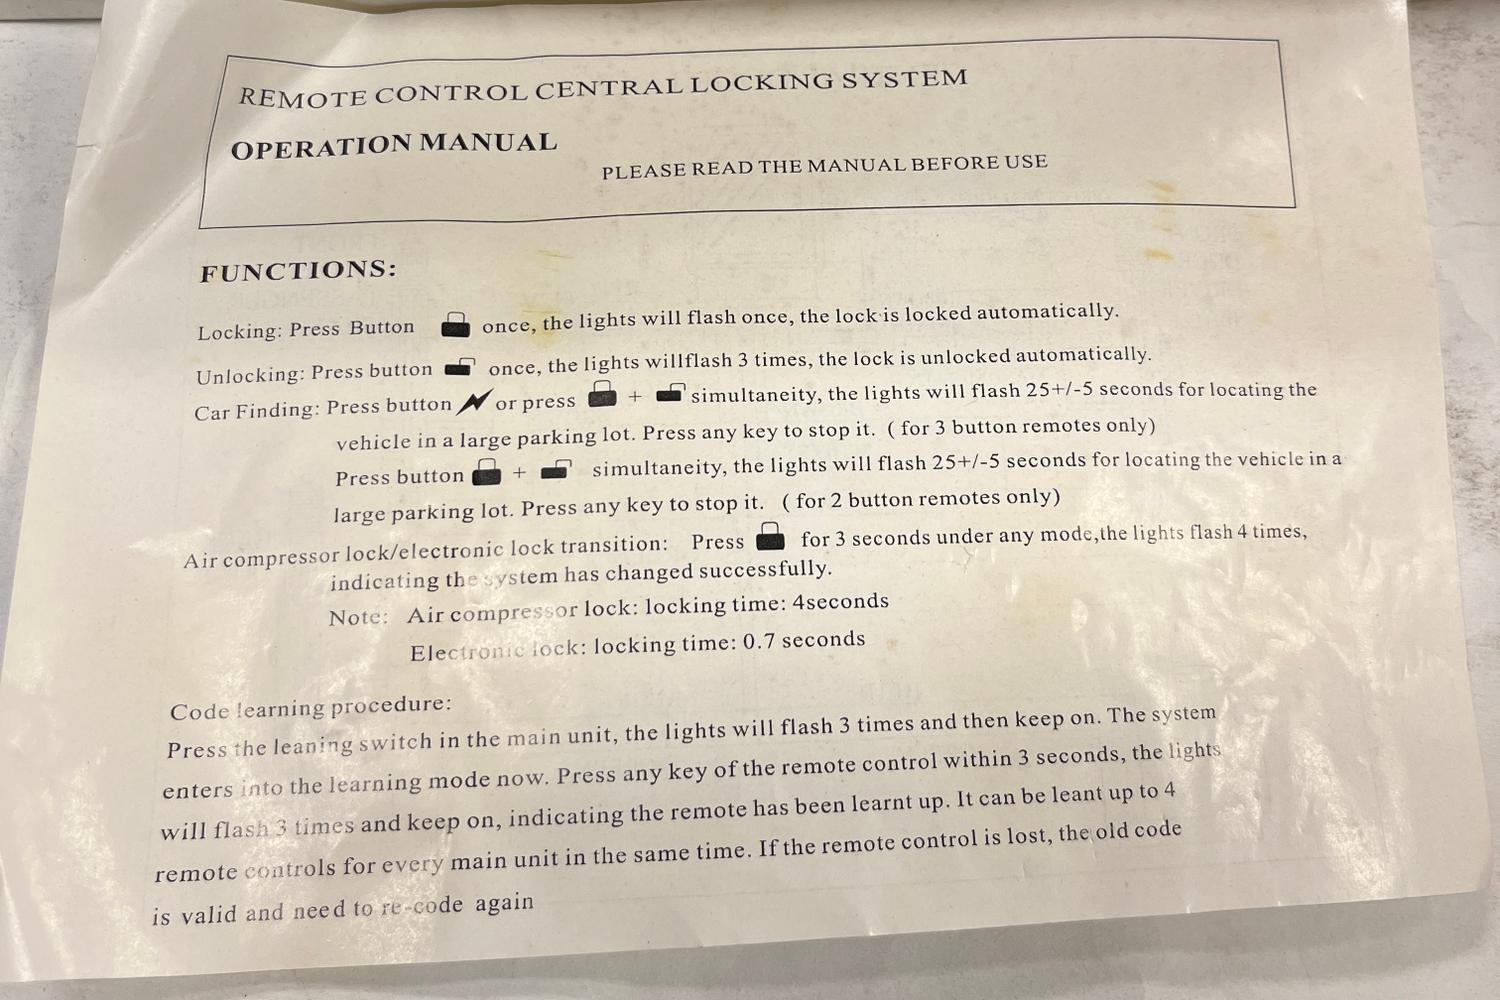 REMOTE CONTROL CENTRAL LOCKING SYSTEM
OPERATION MANUAL
PLEASE READ THE MANUAL BEFORE USE
FUNCTIONS:
Locking: Press Button once, the lights will flash once, the lock is locked automatically.
Unlocking: Press button once, the lights willflash 3 times, the lock is unlocked automatically.
Car Finding: Press button or press + simultaneity, the lights will flash 25+/-5 seconds for locating the
vehicle in a large parking lot. Press any key to stop it. ( for 3 button remotes only)
Press button + simultaneity, the lights will flash 25+/-5 seconds for locating the vehicle in a
large parking lot. Press any key to stop it. ( for 2 button remotes only)
Air compressor lock/electronic lock transition: Press for 3 seconds under any mode,the lights flash 4 times,
indicating the system has changed successfully.
Note: Air compressor lock: locking time: 4seconds
Electronic lock: locking time: 0.7 seconds
Code learning procedure:
Press the leaning switch in the main unit, the lights will flash 3 times and then keep on. The system
enters into the learning mode now. Press any key of the remote control within 3 seconds, the lights
will flash 3 times and keep on, indicating the remote has been learnt up. It can be leant up to 4
remote controls for every main unit in the same time. If the remote control is lost, the old code
is valid and need to re-code again